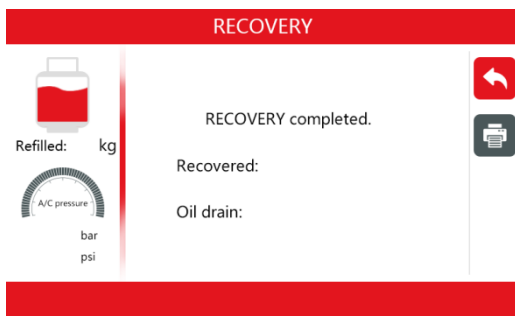 RECOVERY
Refilled: kg
A/C pressure
bar
psi
RECOVERY completed.
Recovered:
Oil drain: